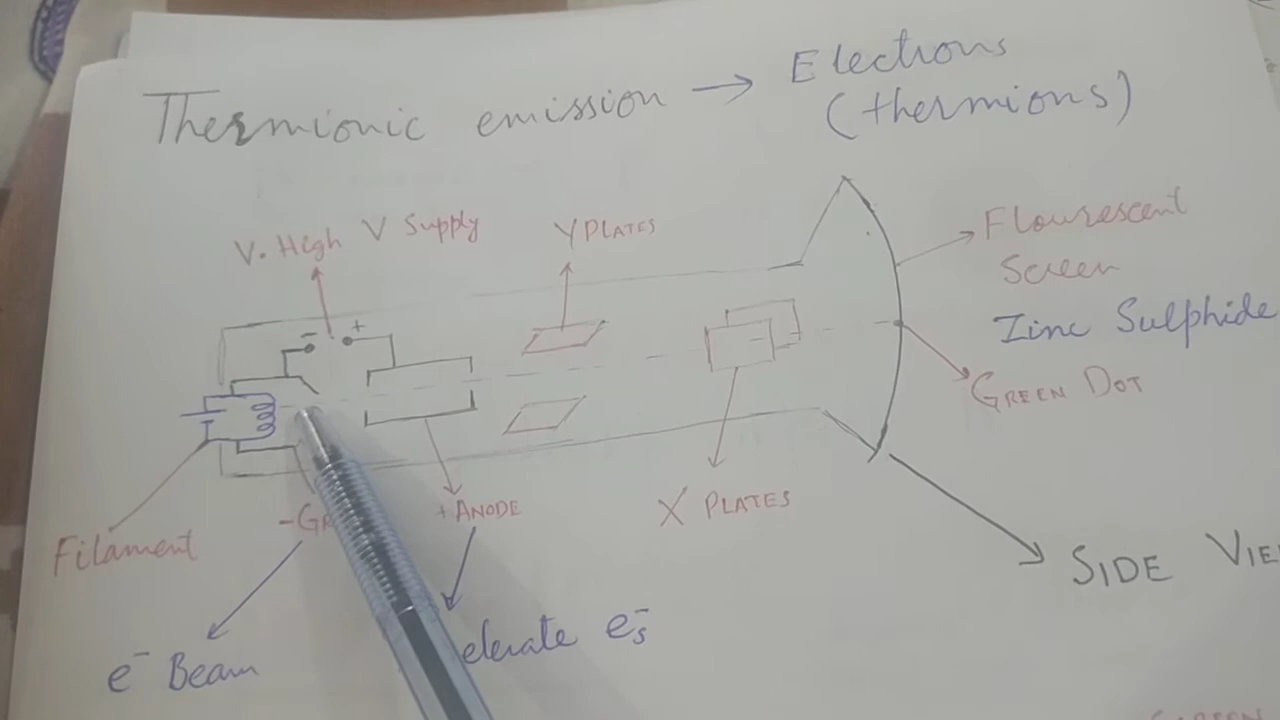 Thermionic emission → Electrons
(thermions)
V. High V Supply
Y PLATES
Flourescent
Screen
Zinc Sulphide
- +
GREEN DOT
Filament
+ ANODE
X PLATES
SIDE
e⁻ Beam
e⁻s